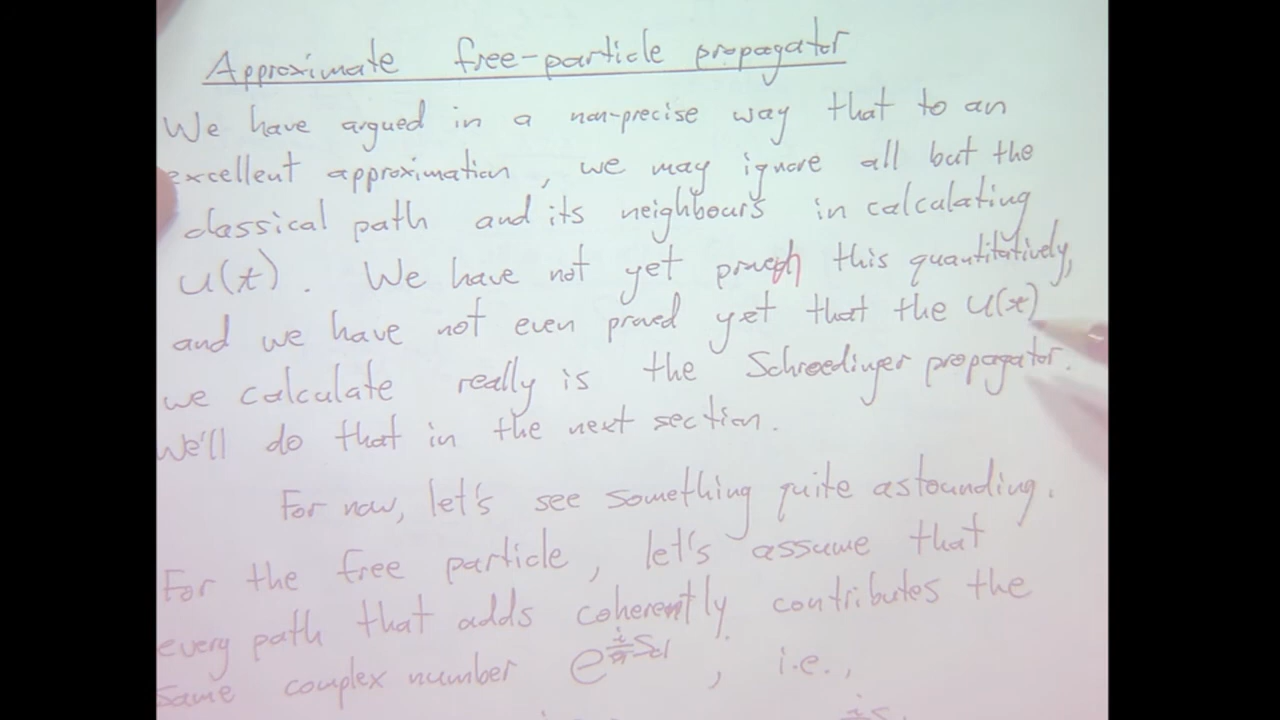 Approximate free-particle propagator
We have argued in a non-precise way that to an
excellent approximation, we may ignore all but the
classical path and its neighbours in calculating
U(t). We have not yet proven this quantitatively,
and we have not even proved yet that the U(t)
we calculate really is the Schroedinger propagator.
We'll do that in the next section.
For now, let's see something quite astounding.
For the free particle, let's assume that
every path that adds coherently contributes the
same complex number e^{\frac{i}{ħ}S_{cl}}, i.e.,